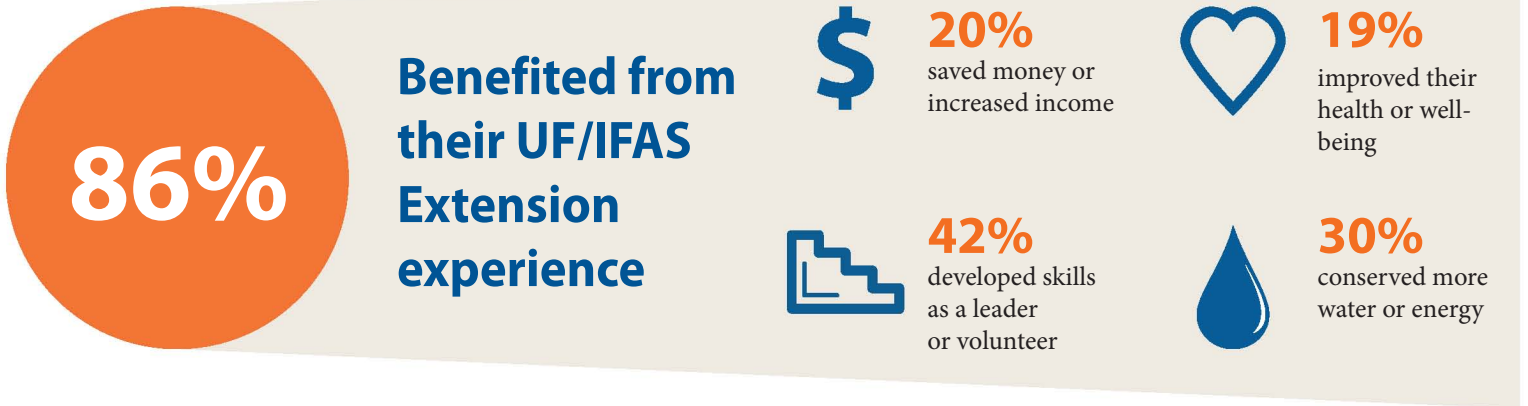 86%
Benefited from
their UF/IFAS
Extension
experience
$
20%
saved money or
increased income
19%
improved their
health or well-
being
42%
developed skills
as a leader
or volunteer
30%
conserved more
water or energy